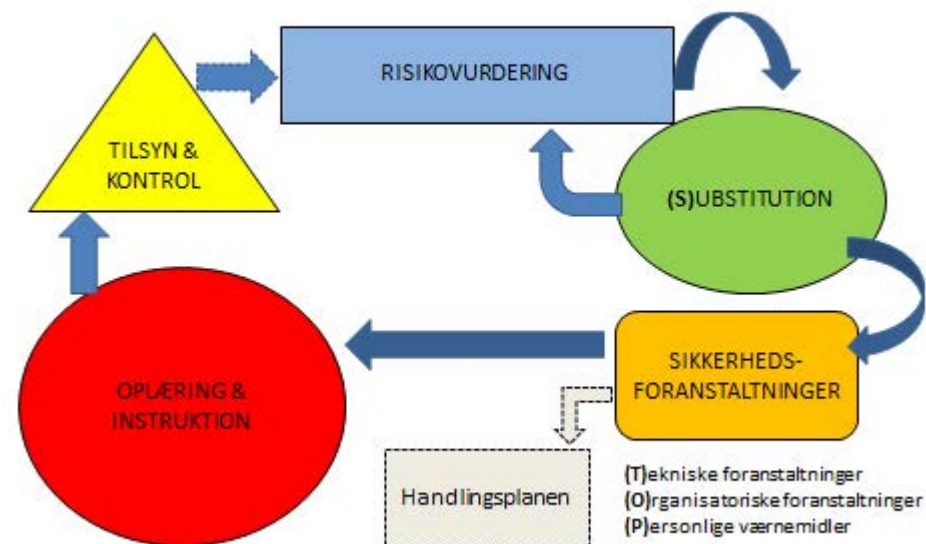 RISIKOVURDERING
TILSYN &
KONTROL
(S)UBSTITUTION
SIKKERHEDS-
FORANSTALTNINGER
OPLÆRING &
INSTRUKTION
Handlingsplanen
(T)ekniske foranstaltninger
(O)rganisatoriske foranstaltninger
(P)ersonlige værnemidler